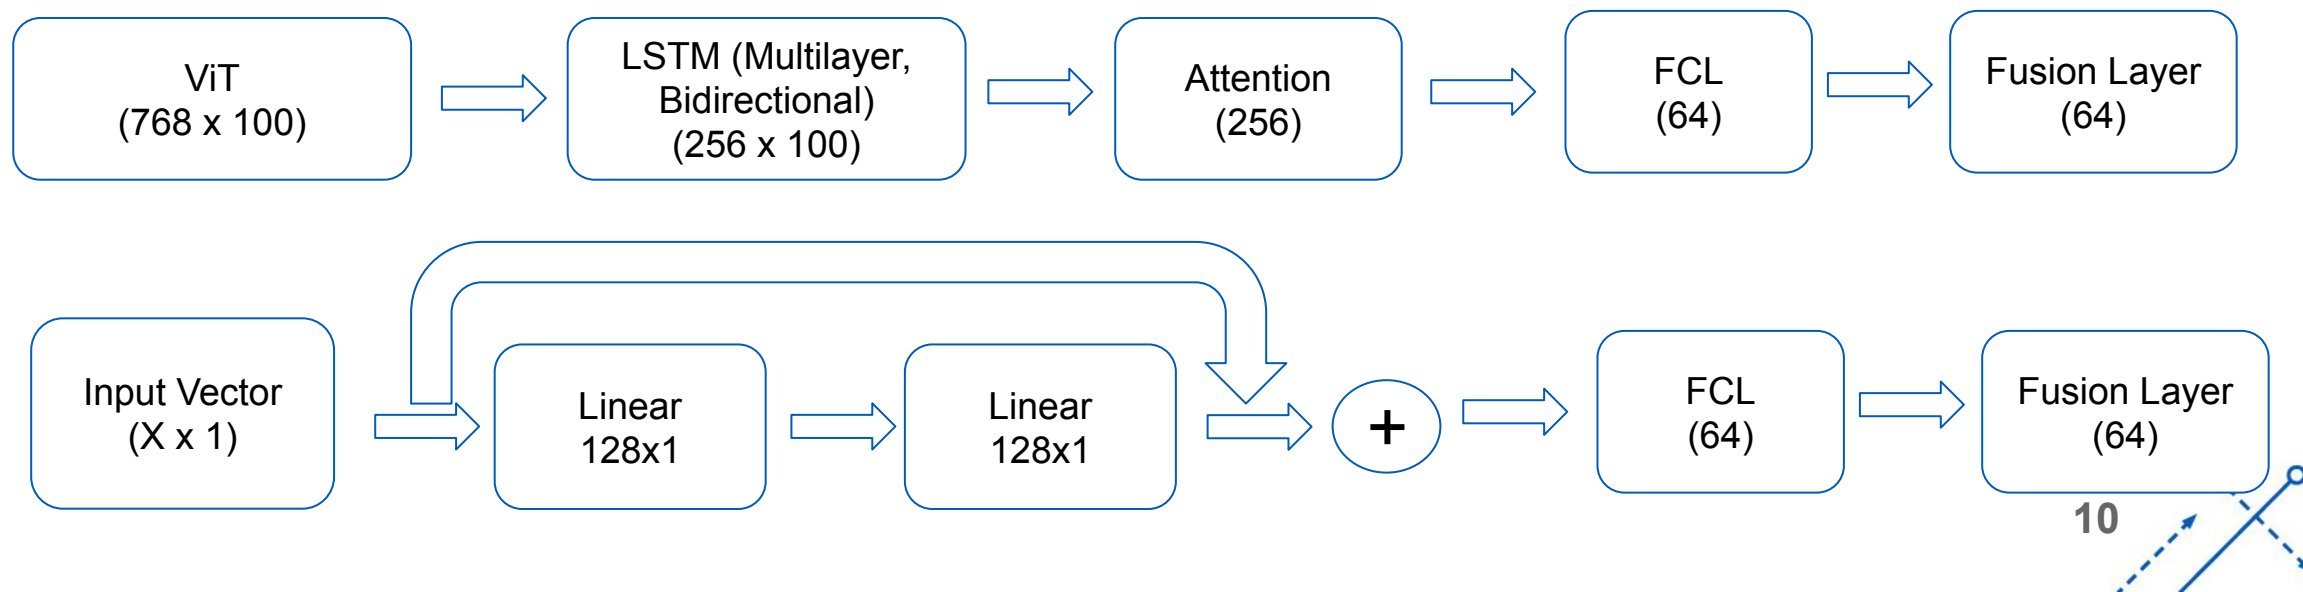 ViT
(768 x 100)
LSTM (Multilayer,
Bidirectional)
(256 x 100)
Attention
(256)
FCL
(64)
Fusion Layer
(64)
Input Vector
(X x 1)
Linear
128x1
Linear
128x1
+
FCL
(64)
Fusion Layer
(64)
10